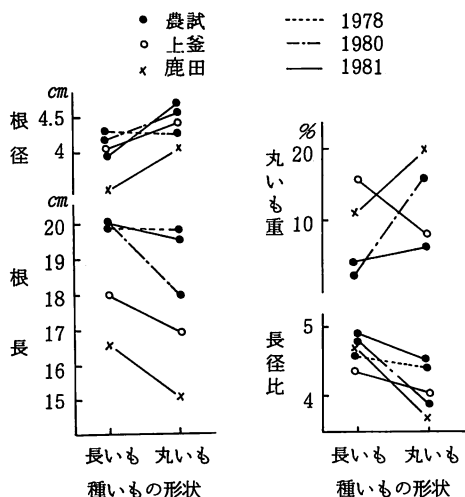 ● 農試 1978
○ 上釜 1980
× 鹿田 1981
cm
根径
4.5
4
cm
根長
20
19
18
17
16
15
長いも 丸いも
種いもの形状
%
丸いも重
20
10
長径比
5
4
長いも 丸いも
種いもの形状